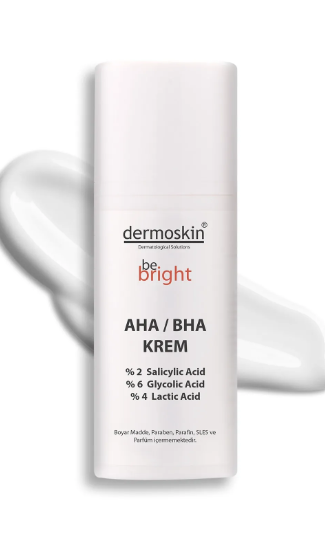 dermoskin®
Dermatological Solutions
be
bright
AHA / BHA
KREM
% 2 Salicylic Acid
% 6 Glycolic Acid
% 4 Lactic Acid
Boyar Madde, Paraben, Parafin, SLES ve
Parfüm içermemektedir.